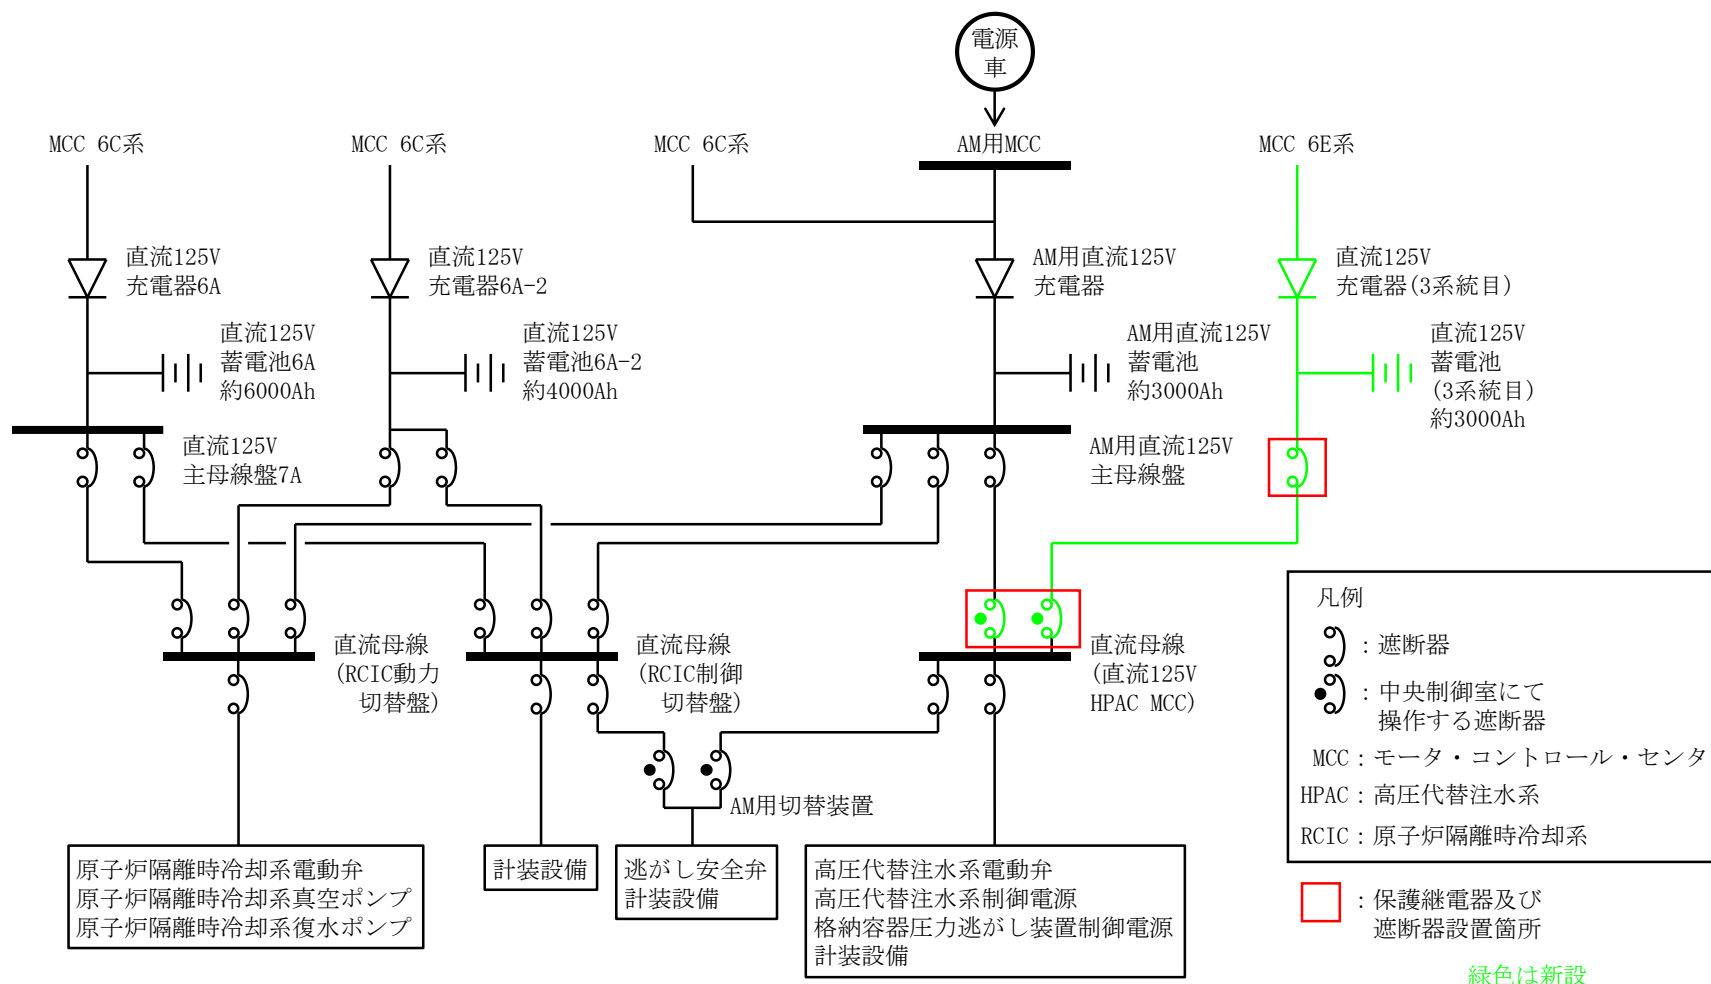 電源
車
MCC 6C系
MCC 6C系
MCC 6C系
AM用MCC
MCC 6E系
直流125V
充電器6A
直流125V
充電器6A-2
AM用直流125V
充電器
直流125V
充電器(3系統目)
直流125V
蓄電池6A
約6000Ah
直流125V
蓄電池6A-2
約4000Ah
AM用直流125V
蓄電池
約3000Ah
直流125V
蓄電池
(3系統目)
約3000Ah
直流125V
主母線盤7A
AM用直流125V
主母線盤
直流母線
(RCIC動力
切替盤)
直流母線
(RCIC制御
切替盤)
直流母線
(直流125V
HPAC MCC)
AM用切替装置
原子炉隔離時冷却系電動弁
原子炉隔離時冷却系真空ポンプ
原子炉隔離時冷却系復水ポンプ
計装設備
逃がし安全弁
計装設備
高圧代替注水系電動弁
高圧代替注水系制御電源
格納容器圧力逃がし装置制御電源
計装設備
凡例
：遮断器
：中央制御室にて
操作する遮断器
MCC：モータ・コントロール・センタ
HPAC：高圧代替注水系
RCIC：原子炉隔離時冷却系
：保護継電器及び
遮断器設置箇所
緑色は新設